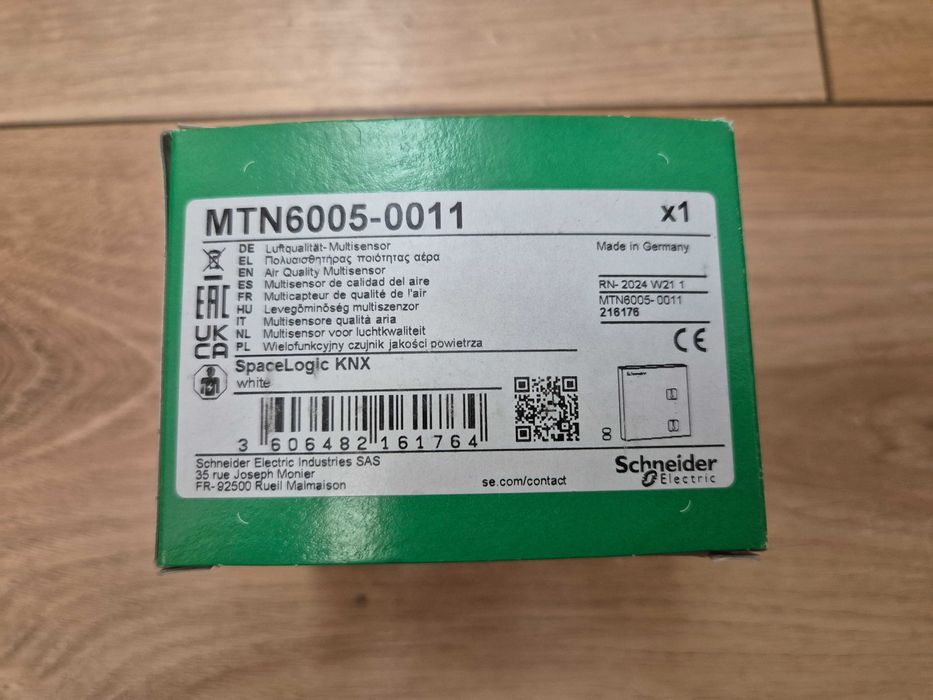 MTN6005-0011
x1
DE Luftqualität-Multisensor
EL Πολυαισθητήρας ποιότητας αέρα
EN Air Quality Multisensor
ES Multisensor de calidad del aire
FR Multicapteur de qualité de l'air
HU Levegőminőség multiszenzor
IT Multisensore qualità aria
NL Multisensor voor luchtkwaliteit
PL Wielofunkcyjny czujnik jakości powietrza
Made in Germany
RN- 2024 W21 1
MTN6005-0011
216176
EAC
UK
CA
CE
SpaceLogic KNX
white
3 606482 161764
Schneider Electric Industries SAS
35 rue Joseph Monier
FR-92500 Rueil Malmaison
se.com/contact
Schneider
Electric